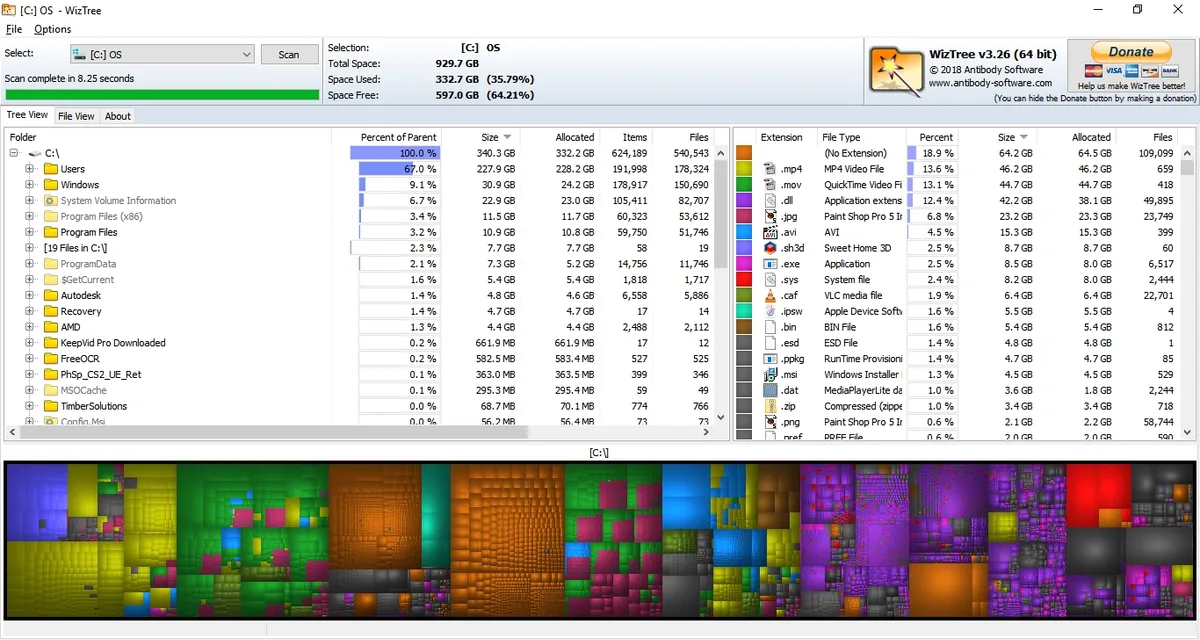 [C:] OS - WizTree
File Options
Select: [C:] OS Scan
Scan complete in 8.25 seconds
Selection: [C:] OS
Total Space: 929.7 GB
Space Used: 332.7 GB (35.79%)
Space Free: 597.0 GB (64.21%)
WizTree v3.26 (64 bit)
© 2018 Antibody Software
www.antibody-software.com
Donate
VISA BANK
Help us make WizTree better!
(You can hide the Donate button by making a donation)
Tree View File View About
Folder Percent of Parent Size Allocated Items Files
C:\ 100.0 % 340.3 GB 332.2 GB 624,189 540,543
Users 67.0 % 227.9 GB 228.2 GB 191,998 178,324
Windows 9.1 % 30.9 GB 24.2 GB 178,917 150,690
System Volume Information 6.7 % 22.9 GB 23.0 GB 105,411 82,707
Program Files (x86) 3.4 % 11.5 GB 11.7 GB 60,323 53,612
Program Files 3.2 % 10.9 GB 10.8 GB 59,750 51,746
[19 Files in C:\] 2.3 % 7.7 GB 7.7 GB 58 19
ProgramData 2.1 % 7.3 GB 5.2 GB 14,756 11,746
$GetCurrent 1.6 % 5.4 GB 5.4 GB 1,818 1,717
Autodesk 1.4 % 4.8 GB 4.6 GB 6,558 5,886
Recovery 1.4 % 4.7 GB 4.7 GB 17 14
AMD 1.3 % 4.4 GB 4.4 GB 2,488 2,112
KeepVid Pro Downloaded 0.2 % 661.9 MB 661.9 MB 17 12
FreeOCR 0.2 % 582.5 MB 583.4 MB 527 525
PhSp_CS2_UE_Ret 0.1 % 363.0 MB 363.5 MB 399 346
MSOCache 0.1 % 295.3 MB 295.4 MB 59 49
TimberSolutions 0.0 % 68.7 MB 70.1 MB 774 766
Config.Msi 0.0 % 56.2 MB 56.4 MB 73 73
Extension File Type Percent Size Allocated Files
(No Extension) 18.9 % 64.2 GB 64.5 GB 109,099
.mp4 MP4 Video File 13.6 % 46.2 GB 46.2 GB 659
.mov QuickTime Video Fi 13.1 % 44.7 GB 44.7 GB 418
.dll Application extens 12.4 % 42.2 GB 38.1 GB 49,895
.jpg Paint Shop Pro 5 I 6.8 % 23.2 GB 23.3 GB 23,749
.avi AVI 4.5 % 15.3 GB 15.3 GB 399
.sh3d Sweet Home 3D 2.5 % 8.7 GB 8.7 GB 60
.exe Application 2.5 % 8.5 GB 8.0 GB 6,517
.sys System file 2.4 % 8.2 GB 8.0 GB 2,444
.caf VLC media file 1.9 % 6.4 GB 6.4 GB 22,701
.ipsw Apple Device Softw 1.6 % 5.5 GB 5.5 GB 4
.bin BIN File 1.6 % 5.4 GB 5.4 GB 812
.esd ESD File 1.4 % 4.8 GB 4.8 GB 1
.ppkg RunTime Provisioni 1.4 % 4.7 GB 4.7 GB 85
.msi Windows Installer 1.3 % 4.5 GB 4.5 GB 529
.dat MediaPlayerLite da 1.0 % 3.6 GB 1.8 GB 2,244
.zip Compressed (zippe 1.0 % 3.4 GB 3.4 GB 718
.png Paint Shop Pro 5 I 0.6 % 2.1 GB 2.2 GB 58,744
.pref PREF File 0.6 % 2.0 GB 2.0 GB 590
[C:\]